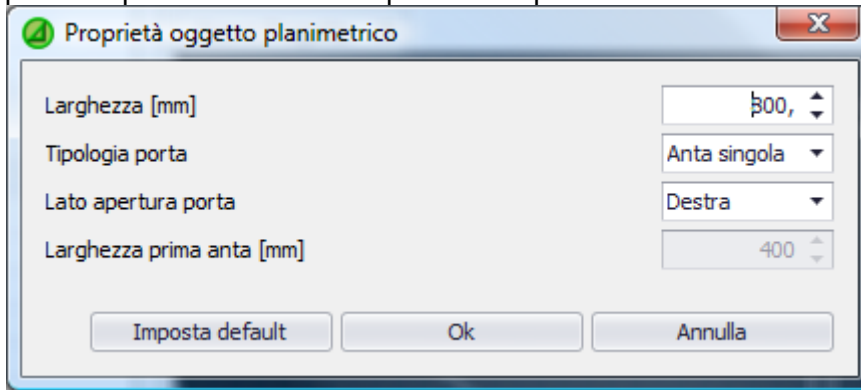 Proprietà oggetto planimetrico
Larghezza [mm] 800,
Tipologia porta Anta singola
Lato apertura porta Destra
Larghezza prima anta [mm] 400
Imposta default Ok Annulla